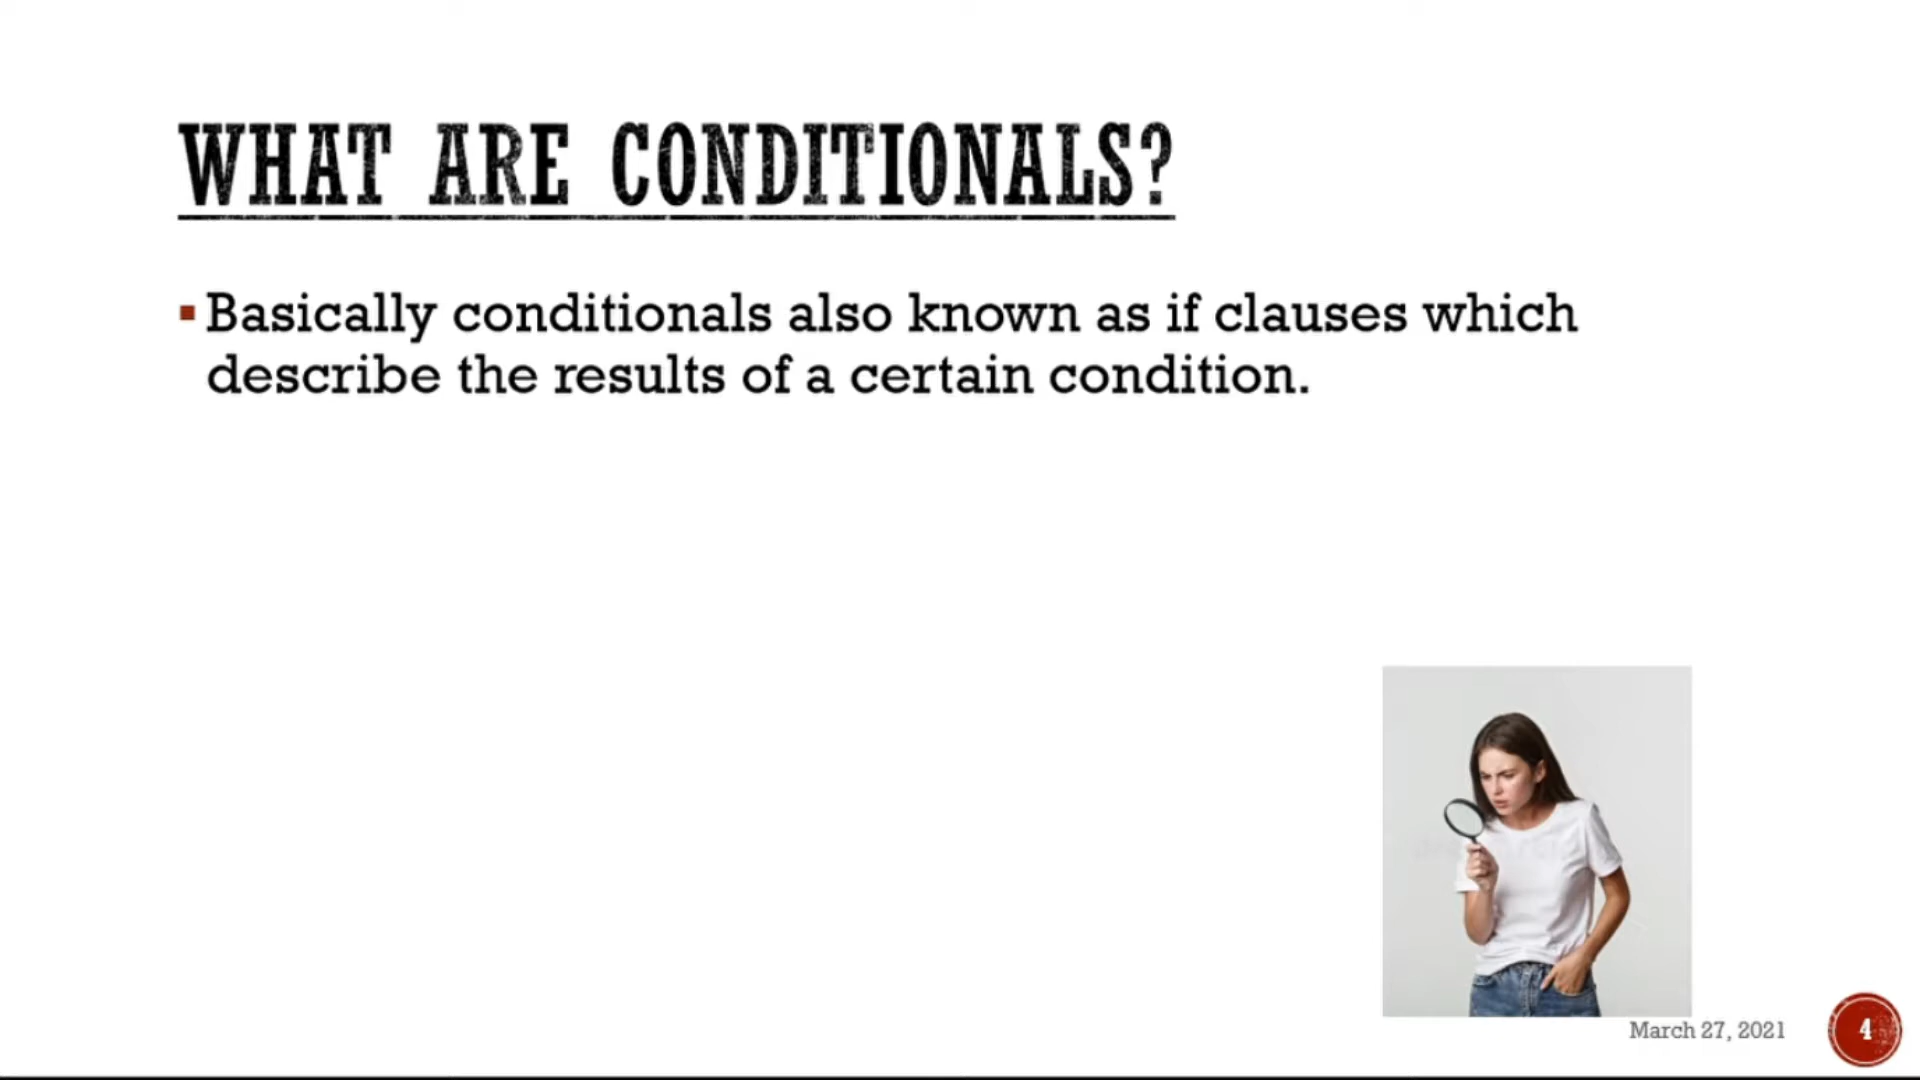 WHAT ARE CONDITIONALS?
Basically conditionals also known as if clauses which
describe the results of a certain condition.
March 27, 2021
4